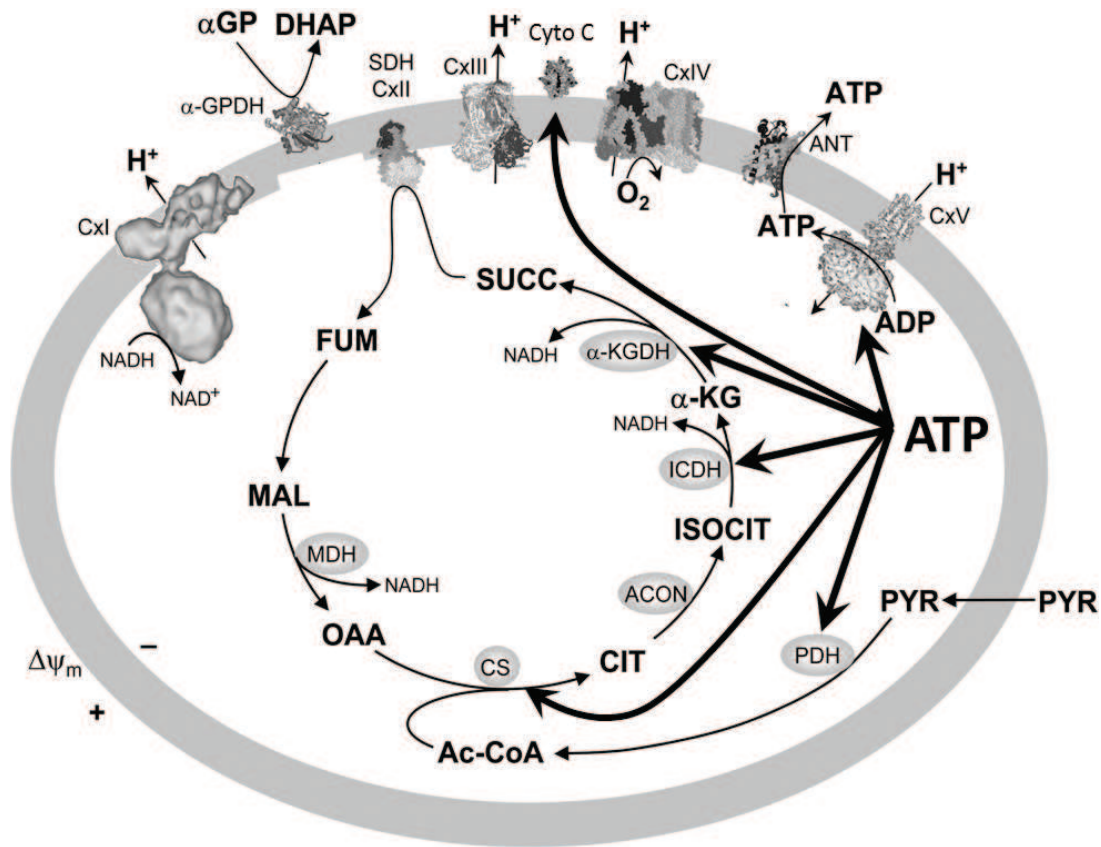 αGP DHAP
H⁺ Cyto C H⁺
SDH
CxII
CxIII
CxIV
α-GPDH
ATP
ANT
H⁺
CxI
O₂
ATP
H⁺
CxV
SUCC
ADP
FUM
NADH
α-KGDH
NADH
NAD⁺
α-KG
NADH
ATP
ICDH
MAL
ISOCIT
MDH
NADH
ACON
PYR PYR
OAA
CS
CIT
PDH
Δψₘ
−
+
Ac-CoA